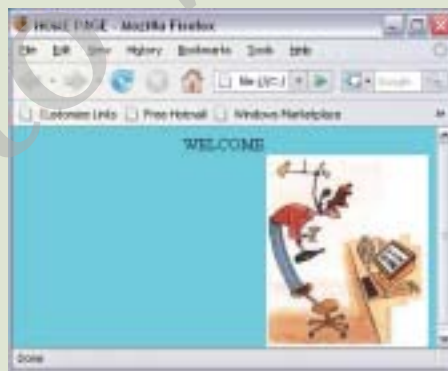 HOME PAGE - Mozilla Firefox
File Edit View History Bookmarks Tools Help
Customize Links Free Hotmail Windows Marketplace
WELCOME
Done